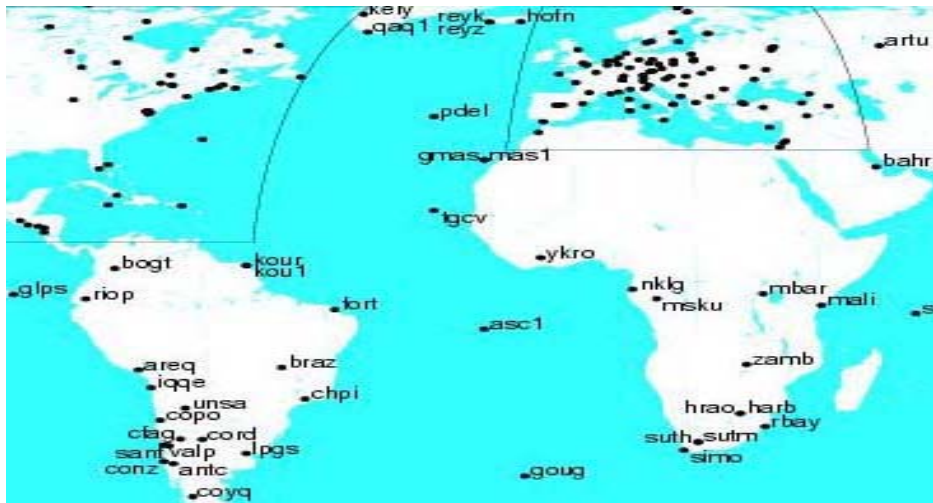 kely
reyk
hofn
qaq1
reyz
artu
pdel
gmas
mas1
bahr
tgcv
bogt
kour
kou1
ykro
glps
riop
fort
nklg
msku
mbar
mali
s
asc1
areq
braz
zamb
iqqe
unsa
chpi
copo
hrao
harb
rbay
cfag
cord
sant
valp
lpgs
suth
sutm
simo
conz
antc
goug
coyq